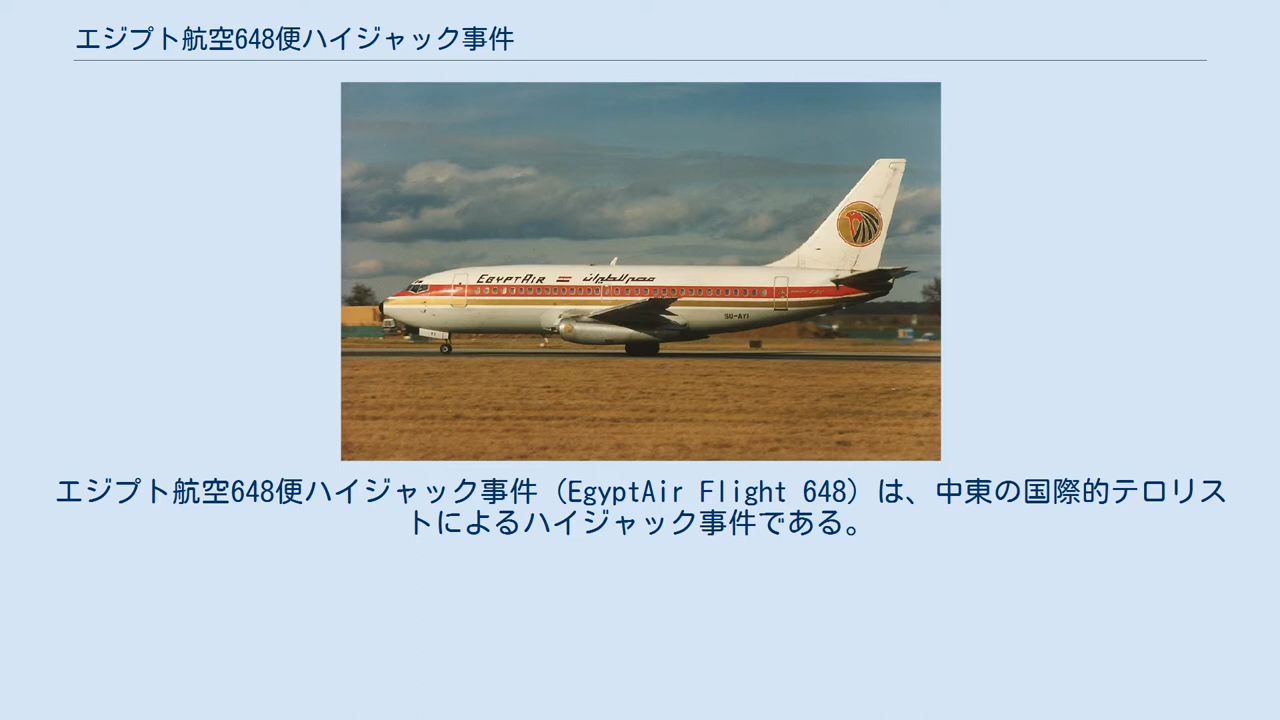 エジプト航空648便ハイジャック事件
EGYPTAIR مصر للطيران
SU-AYI
エジプト航空648便ハイジャック事件（EgyptAir Flight 648）は、中東の国際的テロリス
トによるハイジャック事件である。